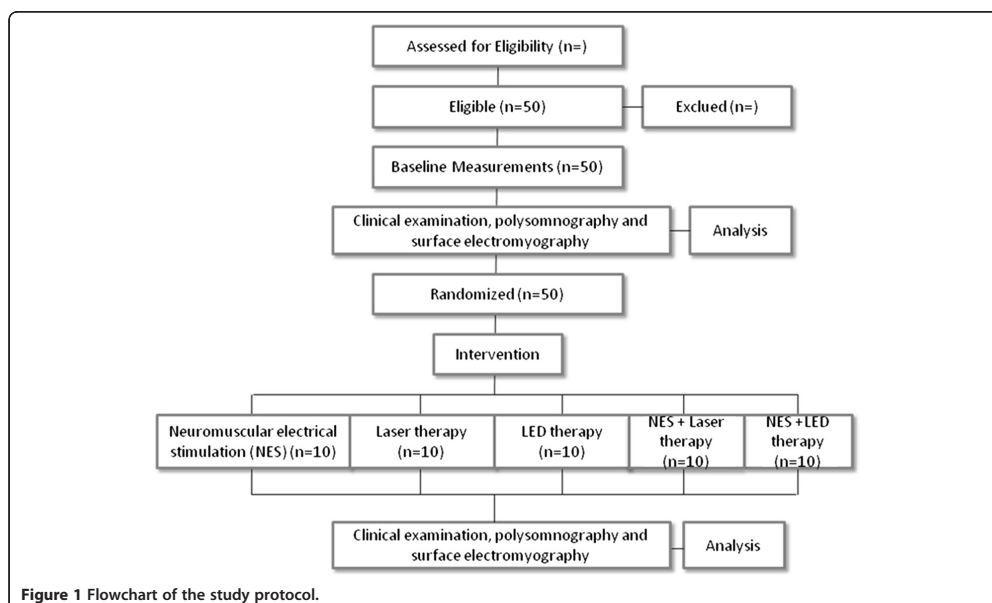 Assessed for Eligibility (n=)
Eligible (n=50)
Exclued (n=)
Baseline Measurements (n=50)
Clinical examination, polysomnography and
surface electromyography
Analysis
Randomized (n=50)
Intervention
Neuromuscular electrical
stimulation (NES) (n=10)
Laser therapy
(n=10)
LED therapy
(n=10)
NES + Laser
therapy
(n=10)
NES +LED
therapy
(n=10)
Clinical examination, polysomnography and
surface electromyography
Analysis
Figure 1 Flowchart of the study protocol.